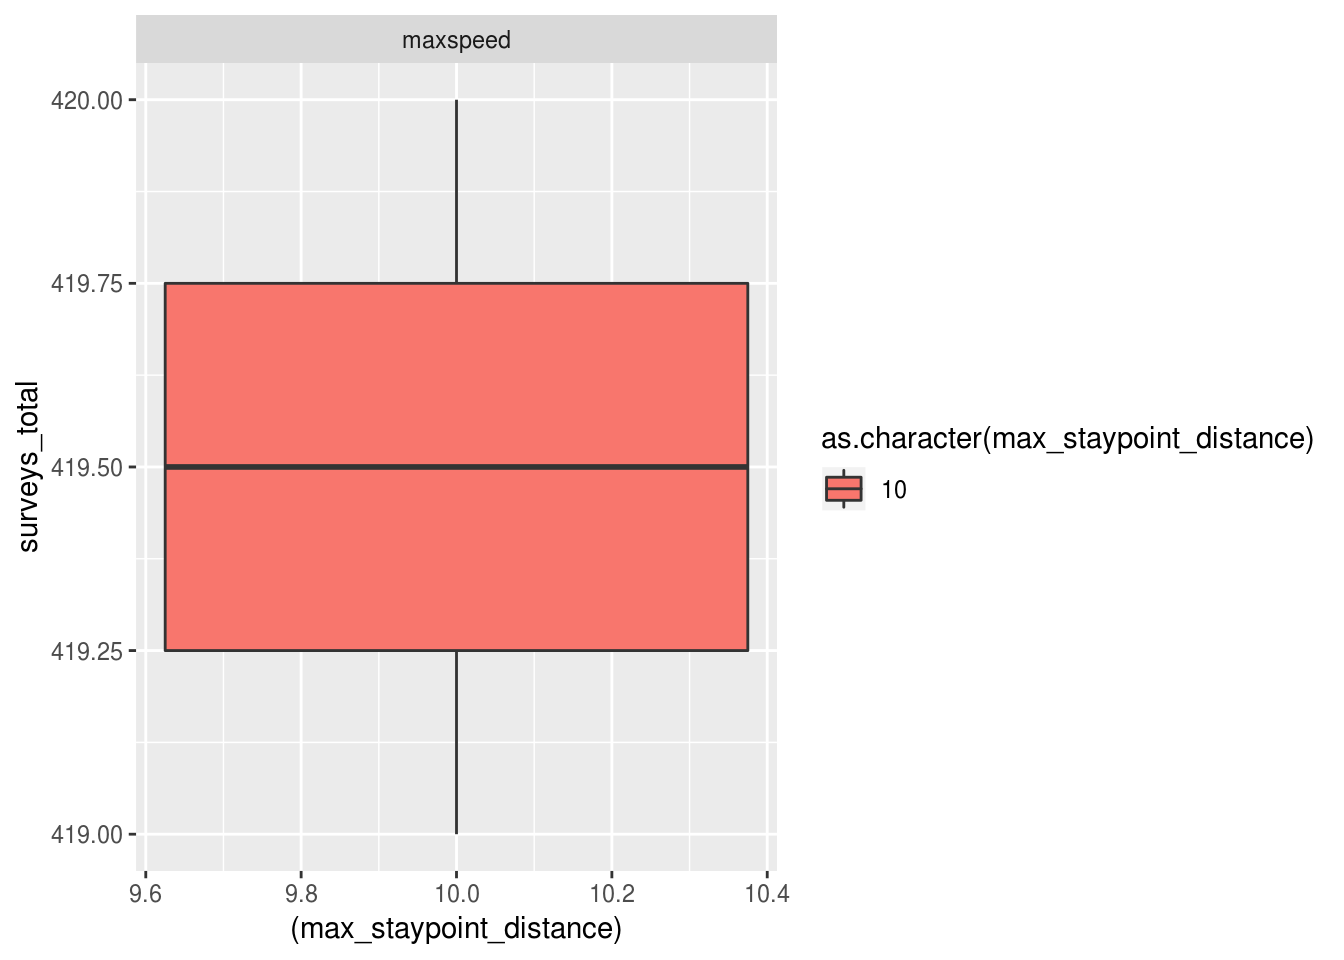 maxspeed
420.00
419.75
419.50
419.25
419.00
surveys_total
9.6 9.8 10.0 10.2 10.4
(max_staypoint_distance)
as.character(max_staypoint_distance)
10